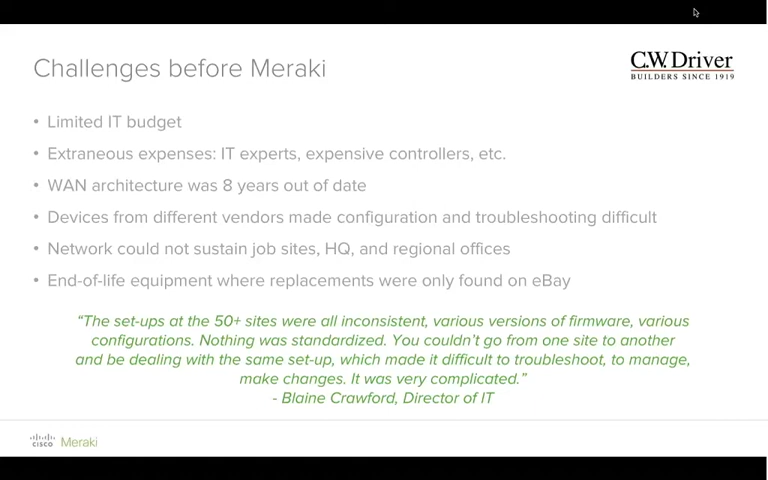 Challenges before Meraki
C.W. Driver
BUILDERS SINCE 1919
• Limited IT budget
• Extraneous expenses: IT experts, expensive controllers, etc.
• WAN architecture was 8 years out of date
• Devices from different vendors made configuration and troubleshooting difficult
• Network could not sustain job sites, HQ, and regional offices
• End-of-life equipment where replacements were only found on eBay
“The set-ups at the 50+ sites were all inconsistent, various versions of firmware, various
configurations. Nothing was standardized. You couldn’t go from one site to another
and be dealing with the same set-up, which made it difficult to troubleshoot, to manage,
make changes. It was very complicated.”
- Blaine Crawford, Director of IT
CISCO Meraki